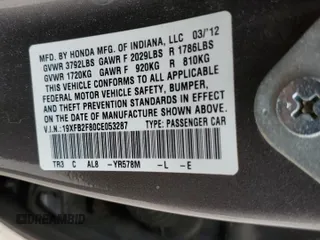 MFD. BY HONDA MFG. OF INDIANA, LLC 03/'12
GVWR 3792LBS GAWR F 2029LBS R 1786LBS
GVWR 1720KG GAWR F 920KG R 810KG
THIS VEHICLE CONFORMS TO ALL APPLICABLE
FEDERAL MOTOR VEHICLE SAFETY, BUMPER,
AND THEFT PREVENTION STANDARDS IN EFFECT
ON THE DATE OF MANUFACTURE SHOWN ABOVE.
V.I.N.: 19XFB2F80CE053287 TYPE: PASSENGER CAR
TR3 C AL8 -YR578M -L -E
DREAMBID